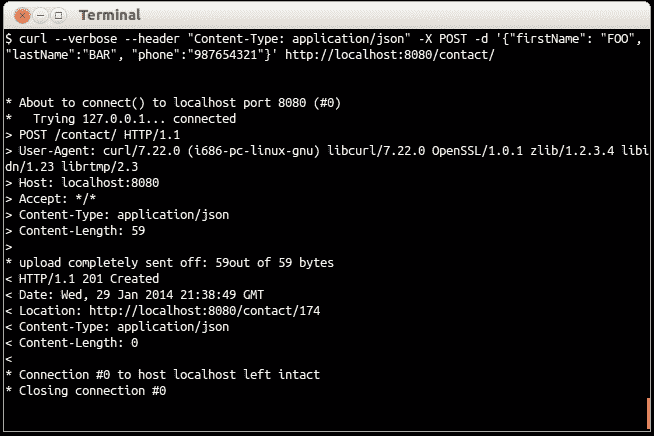 Terminal
$ curl --verbose --header "Content-Type: application/json" -X POST -d '{"firstName": "FOO",
"lastName":"BAR", "phone":"987654321"}' http://localhost:8080/contact/
* About to connect() to localhost port 8080 (#0)
*   Trying 127.0.0.1... connected
> POST /contact/ HTTP/1.1
> User-Agent: curl/7.22.0 (i686-pc-linux-gnu) libcurl/7.22.0 OpenSSL/1.0.1 zlib/1.2.3.4 libi
dn/1.23 librtmp/2.3
> Host: localhost:8080
> Accept: */*
> Content-Type: application/json
> Content-Length: 59
>
* upload completely sent off: 59out of 59 bytes
< HTTP/1.1 201 Created
< Date: Wed, 29 Jan 2014 21:38:49 GMT
< Location: http://localhost:8080/contact/174
< Content-Type: application/json
< Content-Length: 0
<
* Connection #0 to host localhost left intact
* Closing connection #0